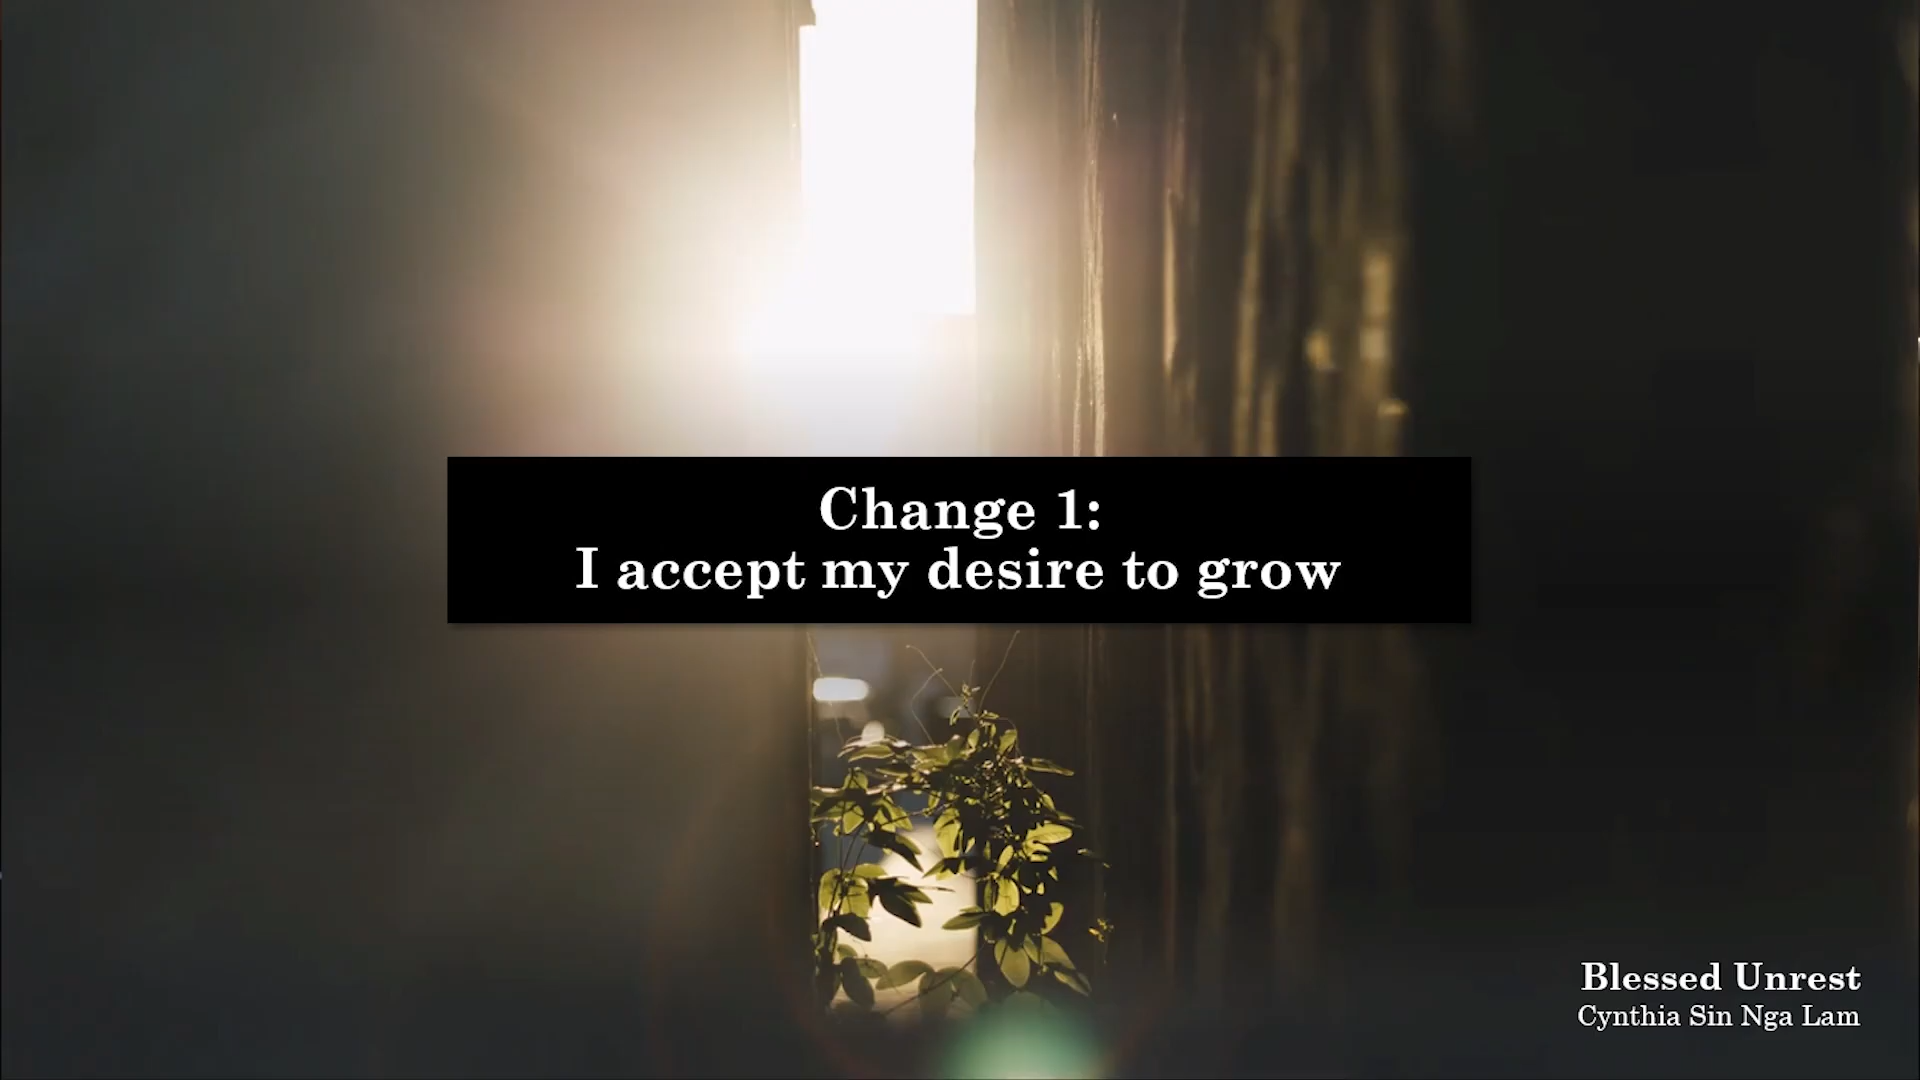 Change 1:
I accept my desire to grow
Blessed Unrest
Cynthia Sin Nga Lam